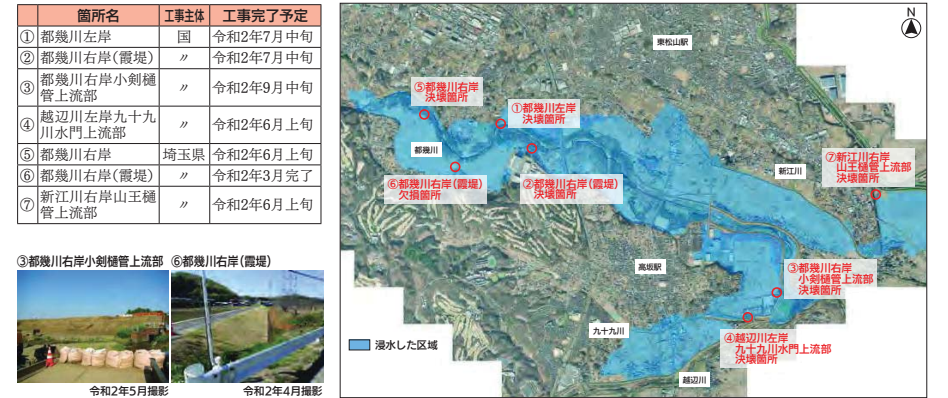 箇所名 工事主体 工事完了予定
① 都幾川左岸 国 令和2年7月中旬
② 都幾川右岸(霞堤) 〃 令和2年7月中旬
③ 都幾川右岸小剣樋
管上流部 〃 令和2年9月中旬
④ 越辺川左岸九十九
川水門上流部 〃 令和2年6月上旬
⑤ 都幾川右岸 埼玉県 令和2年6月上旬
⑥ 都幾川右岸(霞堤) 〃 令和2年3月完了
⑦ 新江川右岸山王樋
管上流部 〃 令和2年6月上旬
③都幾川右岸小剣樋管上流部
⑥都幾川右岸(霞堤)
令和2年5月撮影
令和2年4月撮影
N
東松山駅
⑤都幾川右岸
決壊箇所
①都幾川左岸
決壊箇所
都幾川
⑦新江川右岸
山王樋管上流部
決壊箇所
新江川
⑥都幾川右岸(霞堤)
欠損箇所
②都幾川右岸(霞堤)
決壊箇所
高坂駅
③都幾川右岸
小剣樋管上流部
決壊箇所
九十九川
④越辺川左岸
九十九川水門上流部
決壊箇所
浸水した区域
越辺川